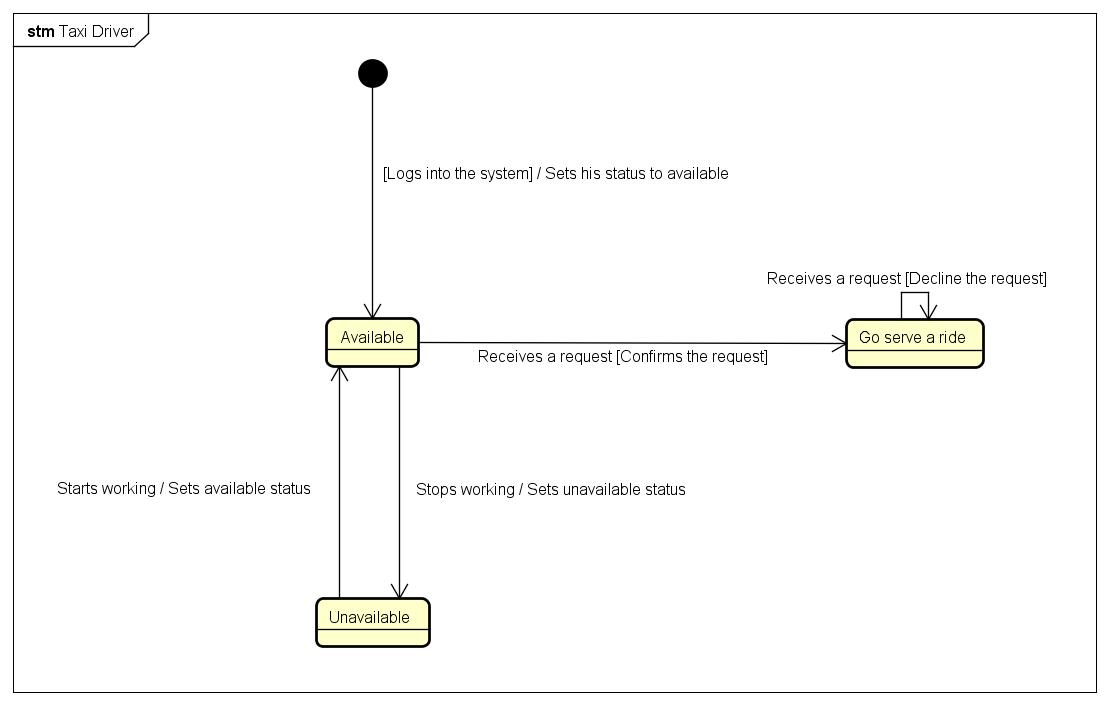 stm Taxi Driver
[Logs into the system] / Sets his status to available
Receives a request [Decline the request]
Available
Go serve a ride
Receives a request [Confirms the request]
Starts working / Sets available status
Stops working / Sets unavailable status
Unavailable